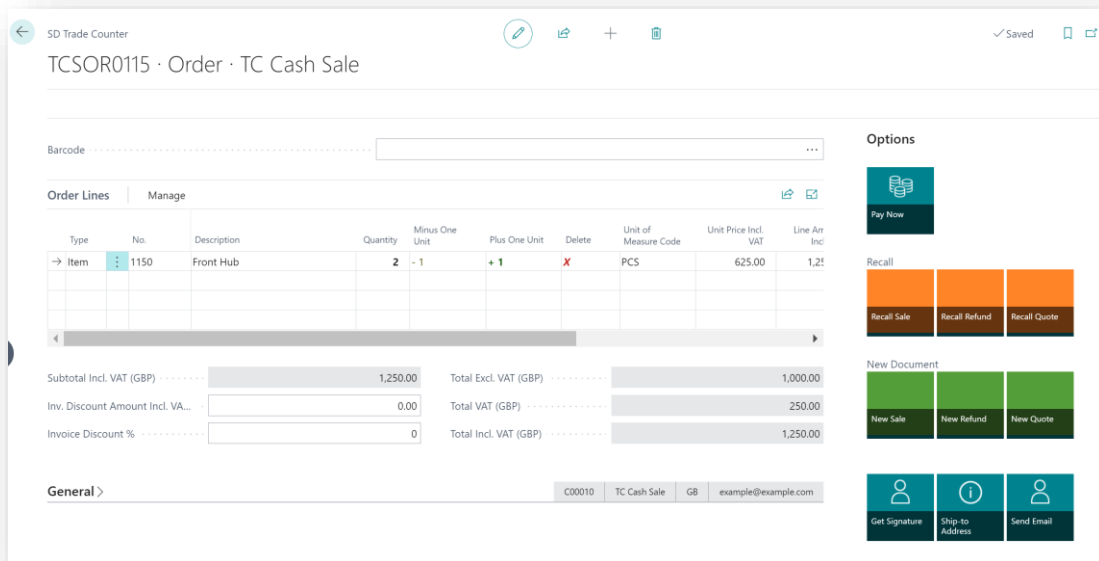 SD Trade Counter
Saved
TCSOR0115 · Order · TC Cash Sale
Barcode
...
Order Lines Manage
Type No. Description Quantity Minus One Unit Plus One Unit Delete Unit of Measure Code Unit Price Incl. VAT Line Am Incl
Item 1150 Front Hub 2 - 1 + 1 X PCS 625.00 1,25
Subtotal Incl. VAT (GBP) 1,250.00 Total Excl. VAT (GBP) 1,000.00
Inv. Discount Amount Incl. VA... 0.00 Total VAT (GBP) 250.00
Invoice Discount % 0 Total Incl. VAT (GBP) 1,250.00
General
C00010 TC Cash Sale GB example@example.com
Options
Pay Now
Recall
Recall Sale Recall Refund Recall Quote
New Document
New Sale New Refund New Quote
Get Signature Ship-to Address Send Email